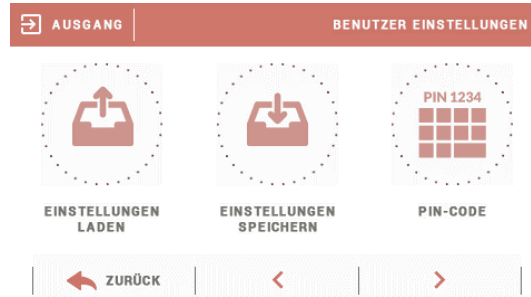 AUSGANG
BENUTZER EINSTELLUNGEN
PIN 1234
EINSTELLUNGEN
LADEN
EINSTELLUNGEN
SPEICHERN
PIN-CODE
ZURÜCK